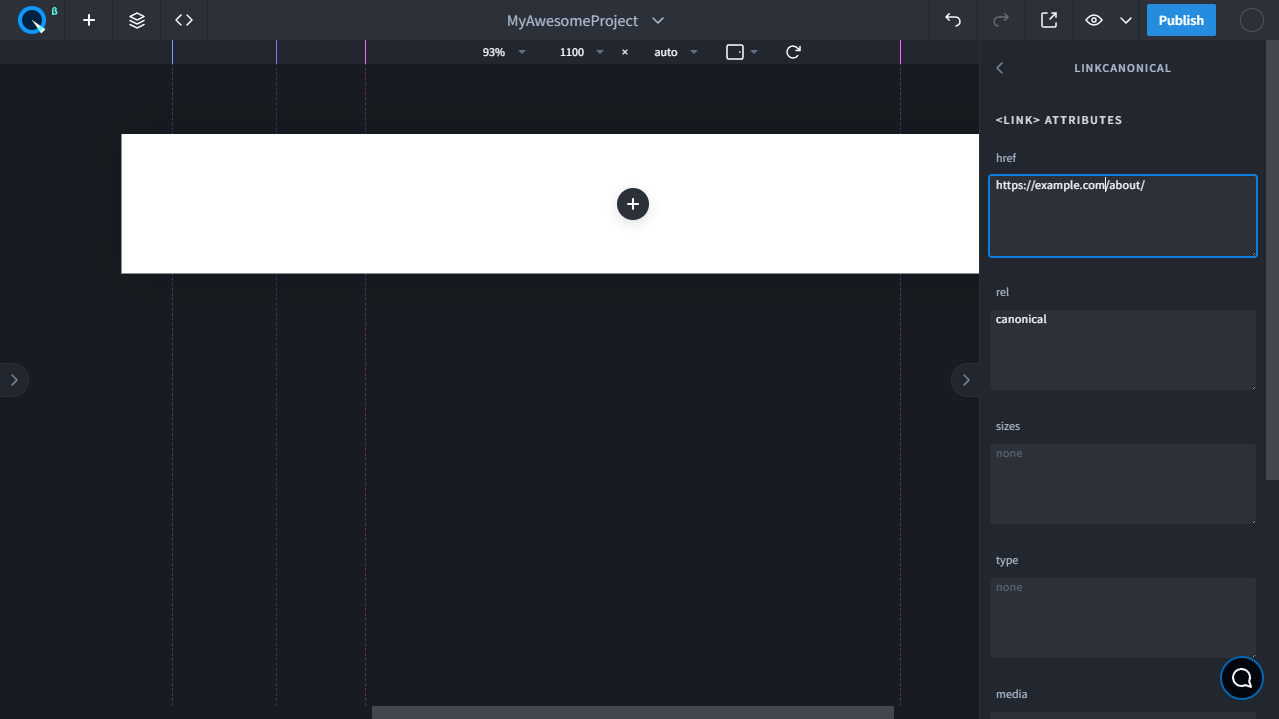 β
MyAwesomeProject
Publish
93%
1100
×
auto
LINKCANONICAL
<LINK> ATTRIBUTES
href
https://example.com/about/
rel
canonical
sizes
none
type
none
media